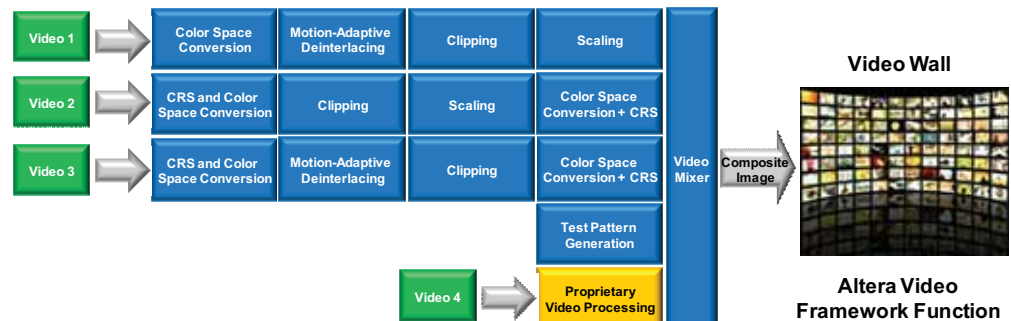 Video 1
Color Space
Conversion
Motion-Adaptive
Deinterlacing
Clipping
Scaling
Video 2
CRS and Color
Space Conversion
Clipping
Scaling
Color Space
Conversion + CRS
Video 3
CRS and Color
Space Conversion
Motion-Adaptive
Deinterlacing
Clipping
Color Space
Conversion + CRS
Test Pattern
Generation
Video 4
Proprietary
Video Processing
Video
Mixer
Composite
Image
Video Wall
Altera Video
Framework Function